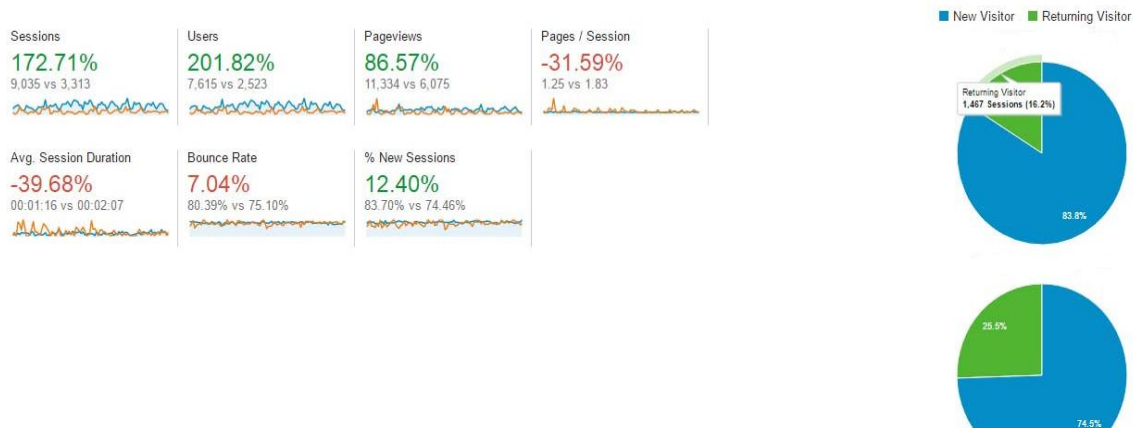 New Visitor Returning Visitor
Sessions
172.71%
9,035 vs 3,313
Users
201.82%
7,615 vs 2,523
Pageviews
86.57%
11,334 vs 6,075
Pages / Session
-31.59%
1.25 vs 1.83
Avg. Session Duration
-39.68%
00:01:16 vs 00:02:07
Bounce Rate
7.04%
80.39% vs 75.10%
% New Sessions
12.40%
83.70% vs 74.46%
Returning Visitor
1,467 Sessions (16.2%)
83.8%
25.5%
74.5%